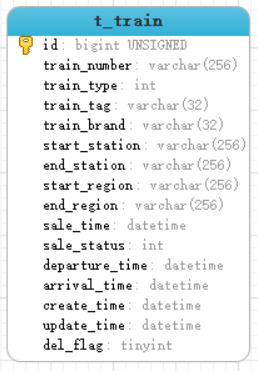 t_train
id: bigint UNSIGNED
train_number: varchar(256)
train_type: int
train_tag: varchar(32)
train_brand: varchar(32)
start_station: varchar(256)
end_station: varchar(256)
start_region: varchar(256)
end_region: varchar(256)
sale_time: datetime
sale_status: int
departure_time: datetime
arrival_time: datetime
create_time: datetime
update_time: datetime
del_flag: tinyint